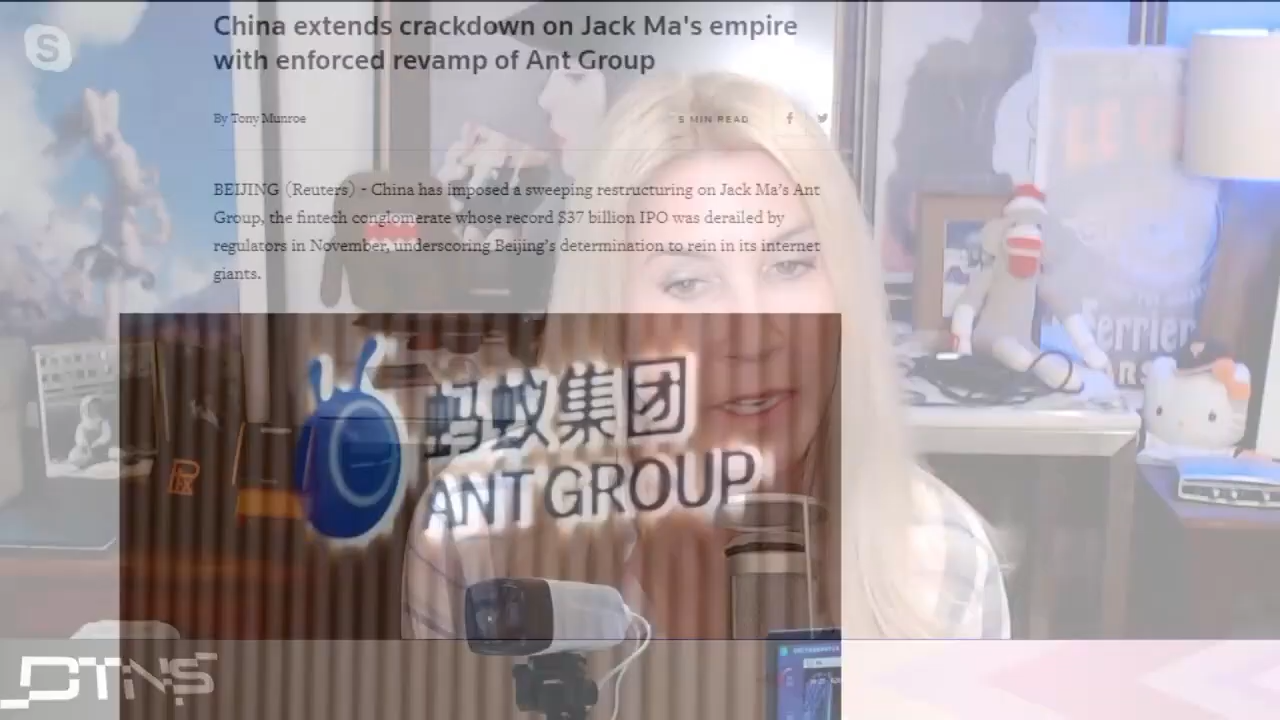 China extends crackdown on Jack Ma's empire
with enforced revamp of Ant Group
By Tony Munroe
5 MIN READ
BEIJING (Reuters) - China has imposed a sweeping restructuring on Jack Ma's Ant
Group, the fintech conglomerate whose record $37 billion IPO was derailed by
regulators in November, underscoring Beijing's determination to rein in its internet
giants.
蚂蚁集团
ANT GROUP
DTNS